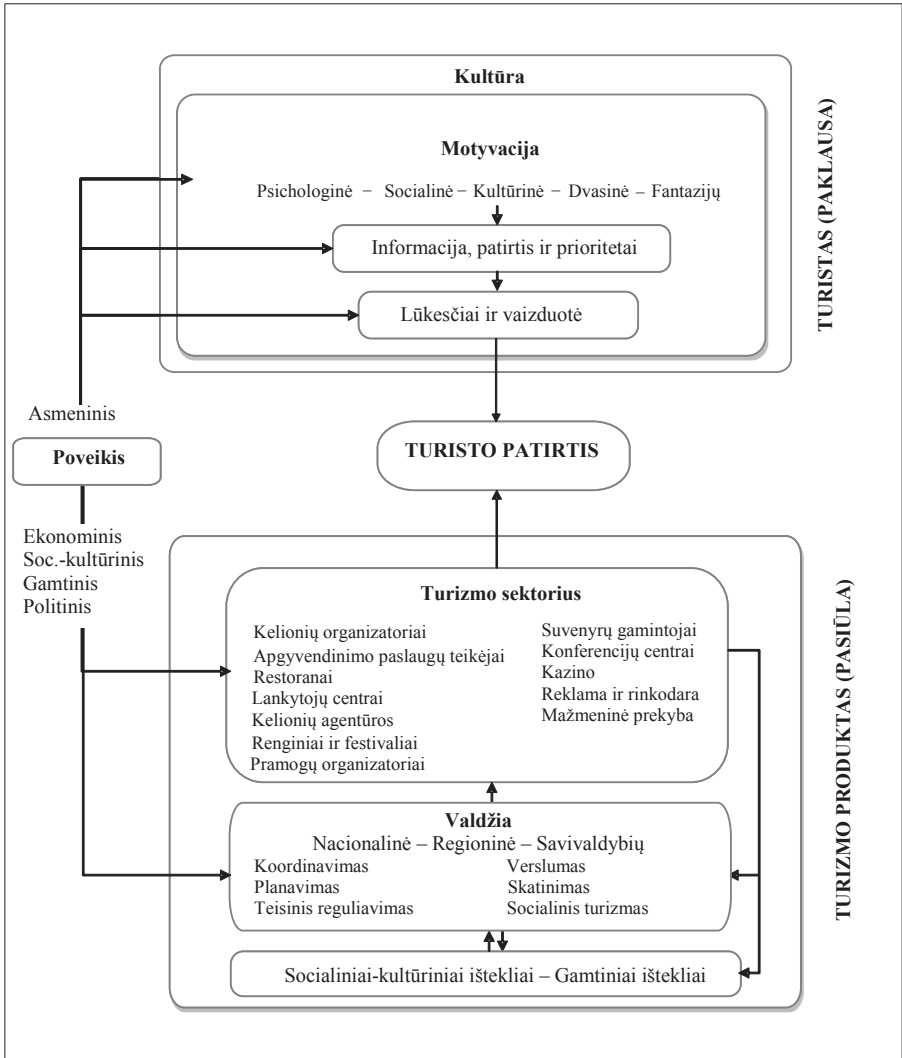 Kultūra
Motyvacija
Psichologinė – Socialinė – Kultūrinė – Dvasinė – Fantazijų
Informacija, patirtis ir prioritetai
Lūkesčiai ir vaizduotė
TURISTAS (PAKLAUSA)
Asmeninis
Poveikis
TURISTO PATIRTIS
Ekonominis
Soc.-kultūrinis
Gamtinis
Politinis
Turizmo sektorius
Kelionių organizatoriai
Apgyvendinimo paslaugų teikėjai
Restoranai
Lankytojų centrai
Kelionių agentūros
Renginiai ir festivaliai
Pramogų organizatoriai
Suvenyrų gamintojai
Konferencijų centrai
Kazino
Reklama ir rinkodara
Mažmeninė prekyba
Valdžia
Nacionalinė – Regioninė – Savivaldybių
Koordinavimas
Planavimas
Teisinis reguliavimas
Verslumas
Skatinimas
Socialinis turizmas
Socialiniai-kultūriniai ištekliai – Gamtiniai ištekliai
TURIZMO PRODUKTAS (PASIŪLA)